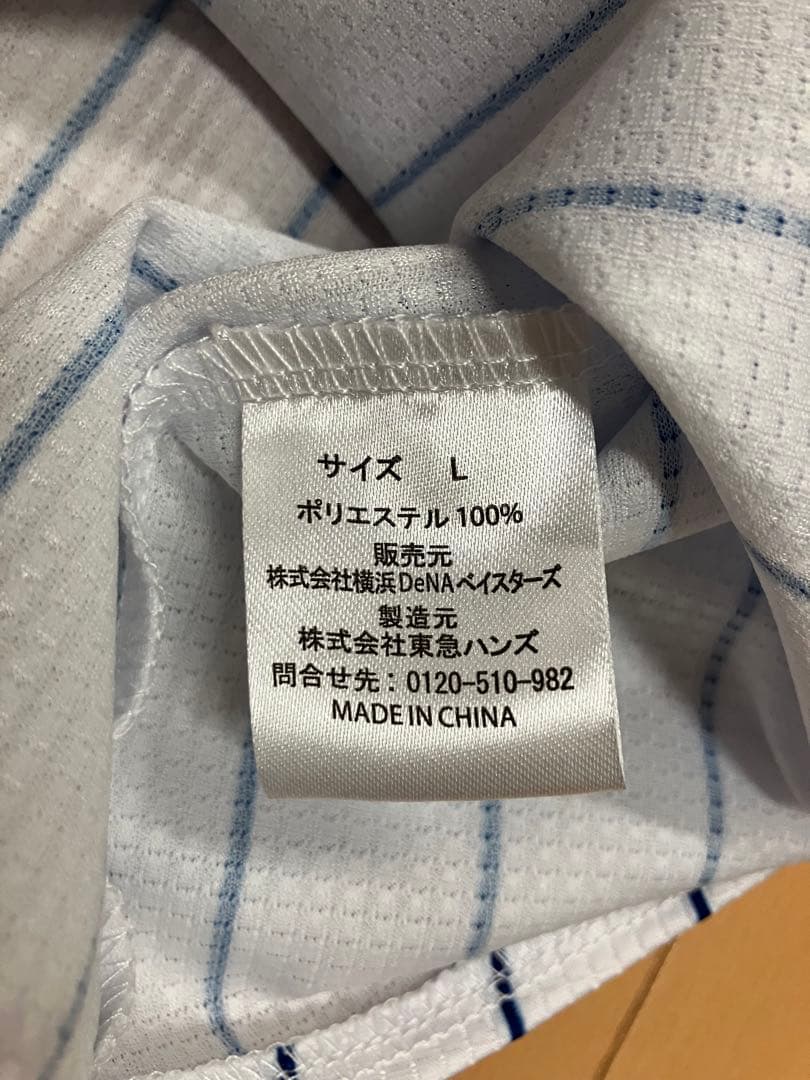 サイズ L
ポリエステル 100%
販売元
株式会社横浜DeNAベイスターズ
製造元
株式会社東急ハンズ
問合せ先：0120-510-982
MADE IN CHINA